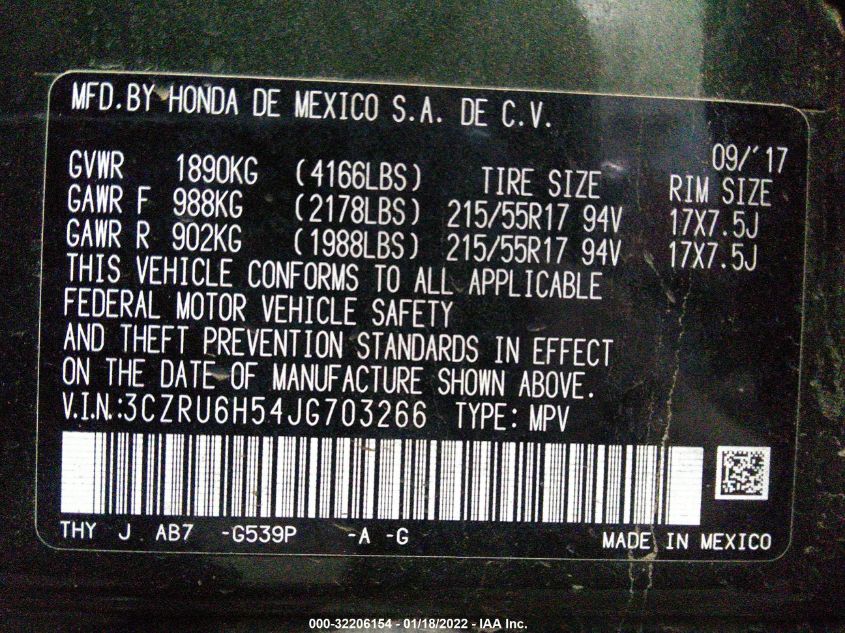 MFD. BY HONDA DE MEXICO S.A. DE C.V.
09/'17
GVWR 1890KG (4166LBS) TIRE SIZE RIM SIZE
GAWR F 988KG (2178LBS) 215/55R17 94V 17X7.5J
GAWR R 902KG (1988LBS) 215/55R17 94V 17X7.5J
THIS VEHICLE CONFORMS TO ALL APPLICABLE
FEDERAL MOTOR VEHICLE SAFETY
AND THEFT PREVENTION STANDARDS IN EFFECT
ON THE DATE OF MANUFACTURE SHOWN ABOVE.
V.I.N.:3CZRU6H54JG703266 TYPE: MPV
THY J AB7 -G539P -A -G MADE IN MEXICO
000-32206154 - 01/18/2022 - IAA Inc.